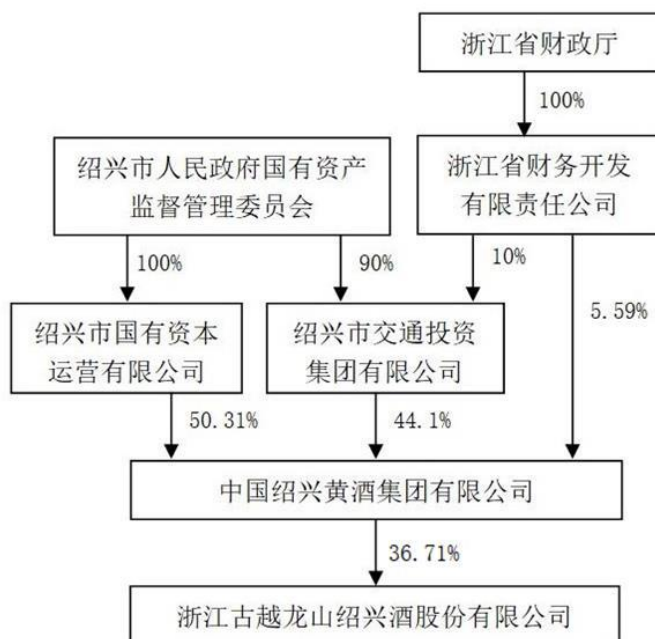 浙江省财政厅
100%
绍兴市人民政府国有资产
监督管理委员会
浙江省财务开发
有限责任公司
100%
90%
10%
5.59%
绍兴市国有资本
运营有限公司
绍兴市交通投资
集团有限公司
50.31%
44.1%
中国绍兴黄酒集团有限公司
36.71%
浙江古越龙山绍兴酒股份有限公司